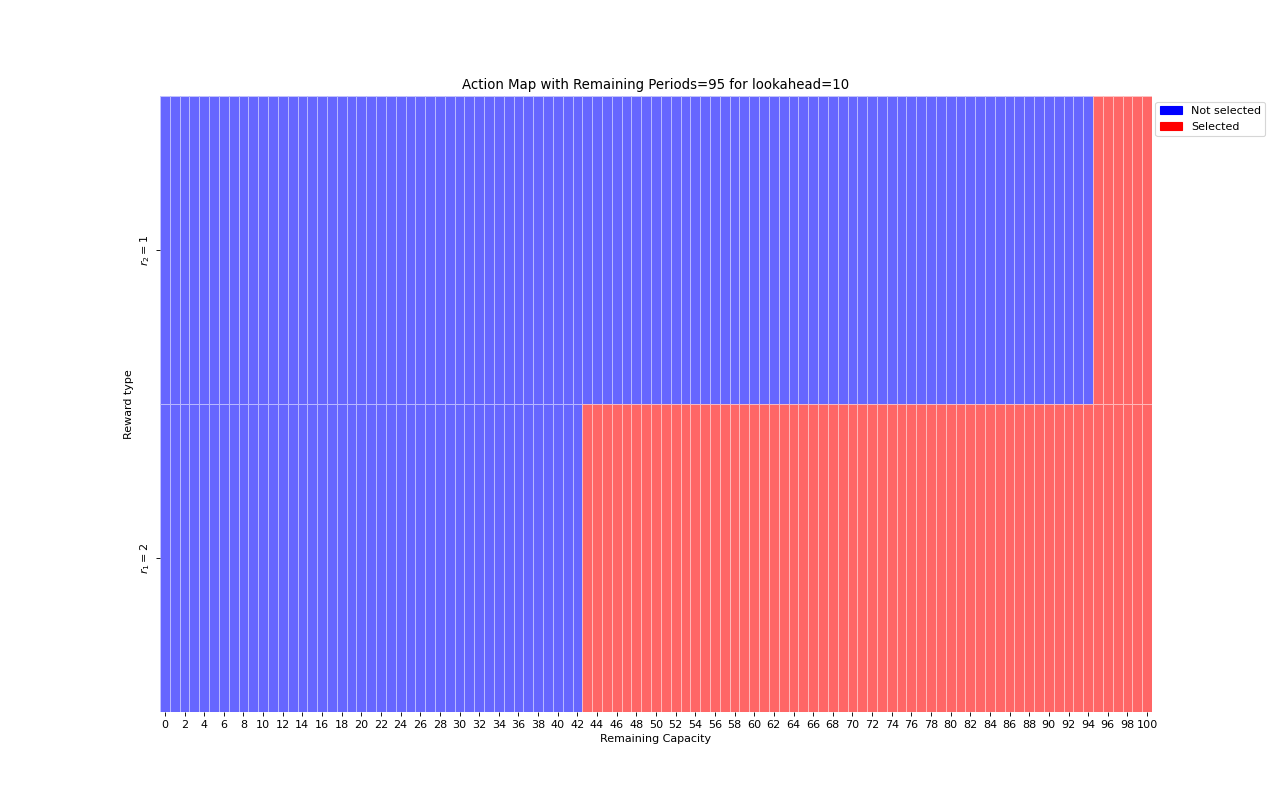 Action Map with Remaining Periods=95 for lookahead=10
Not selected
Selected
r₂ = 1
Reward type
r₁ = 2
0 2 4 6 8 10 12 14 16 18 20 22 24 26 28 30 32 34 36 38 40 42 44 46 48 50 52 54 56 58 60 62 64 66 68 70 72 74 76 78 80 82 84 86 88 90 92 94 96 98 100
Remaining Capacity